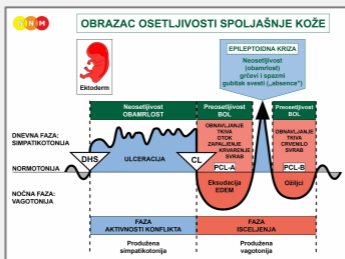 GNM
OBRAZAC OSETLJIVOSTI SPOLJAŠNJE KOŽE
Ektoderm
EPILEPTOIDNA KRIZA
Neosetljivost
(obamrlost)
grčevi i spazmi
gubitak svesti („absence”)
Neosetljivost
OBAMRLOST
Preosetljivost
BOL
Preosetljivost
BOL
DNEVNA FAZA:
SIMPATIKOTONIJA
OBNAVLJANJE
TKIVA
OTOK
ZAPALJENJE
KRVARENJE
SVRAB
OBNAVLJANJE
TKIVA
CRVENILO
SVRAB
DHS
ULCERACIJA
CL
PCL-A
PCL-B
NORMOTONIJA
NOĆNA FAZA:
VAGOTONIJA
Eksudacija
EDEM
Ožiljci
FAZA
AKTIVNOSTI KONFLIKTA
FAZA
ISCELJENJA
Produžena
simpatikotonija
Produžena
vagotonija